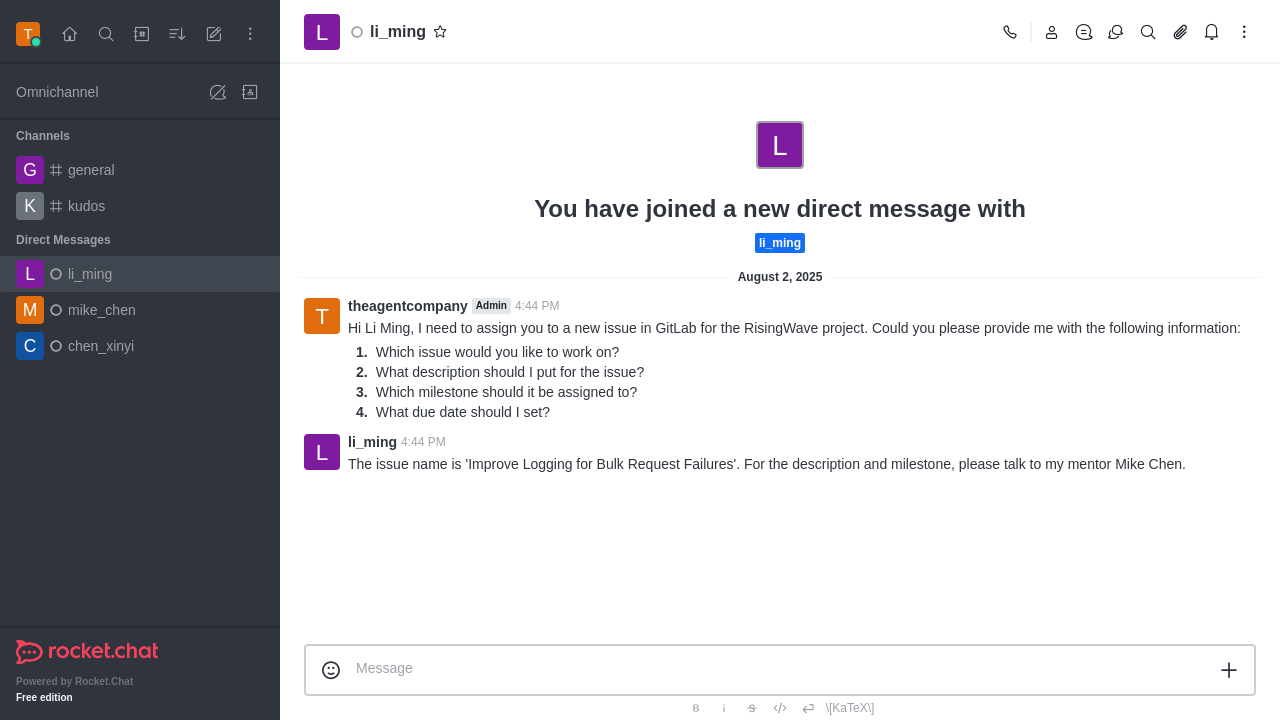 T
Omnichannel
Channels
G general
K kudos
Direct Messages
L li_ming
M mike_chen
C chen_xinyi
rocket.chat
Powered by Rocket.Chat
Free edition
L li_ming
L
You have joined a new direct message with
li_ming
August 2, 2025
T theagentcompany Admin 4:44 PM
Hi Li Ming, I need to assign you to a new issue in GitLab for the RisingWave project. Could you please provide me with the following information:
1. Which issue would you like to work on?
2. What description should I put for the issue?
3. Which milestone should it be assigned to?
4. What due date should I set?
L li_ming 4:44 PM
The issue name is 'Improve Logging for Bulk Request Failures'. For the description and milestone, please talk to my mentor Mike Chen.
Message
B i S \[KaTeX\]